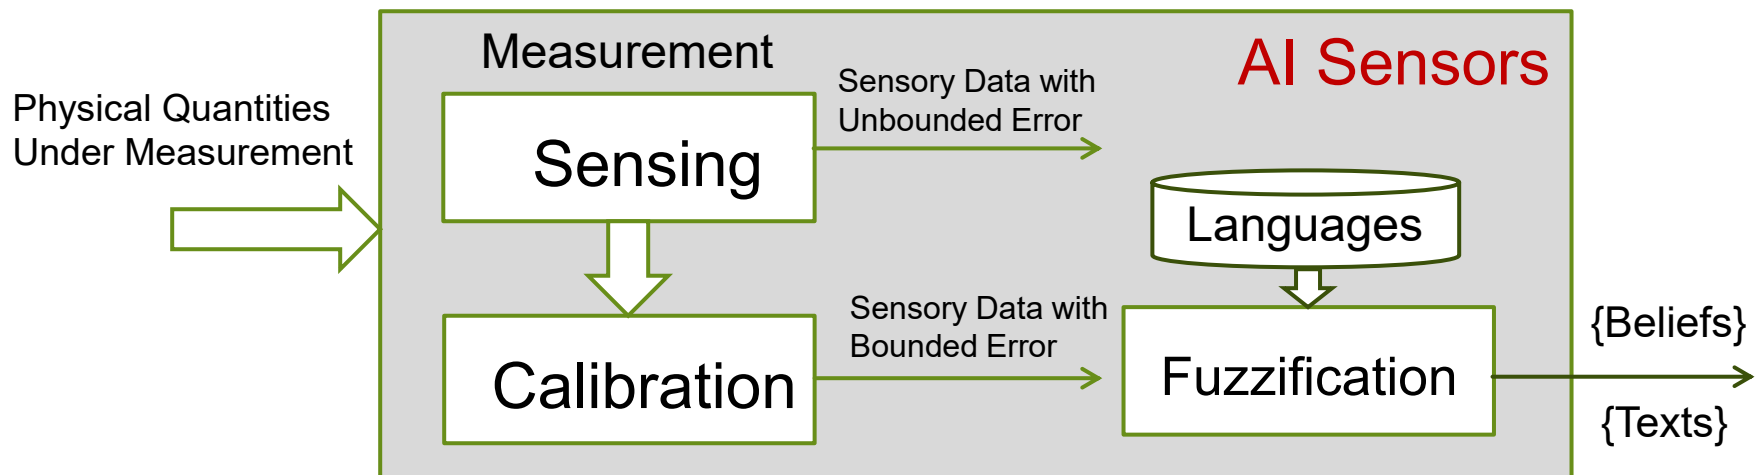 Physical Quantities
Under Measurement
Measurement
Sensing
Calibration
Sensory Data with
Unbounded Error
Sensory Data with
Bounded Error
AI Sensors
Languages
Fuzzification
{Beliefs}
{Texts}